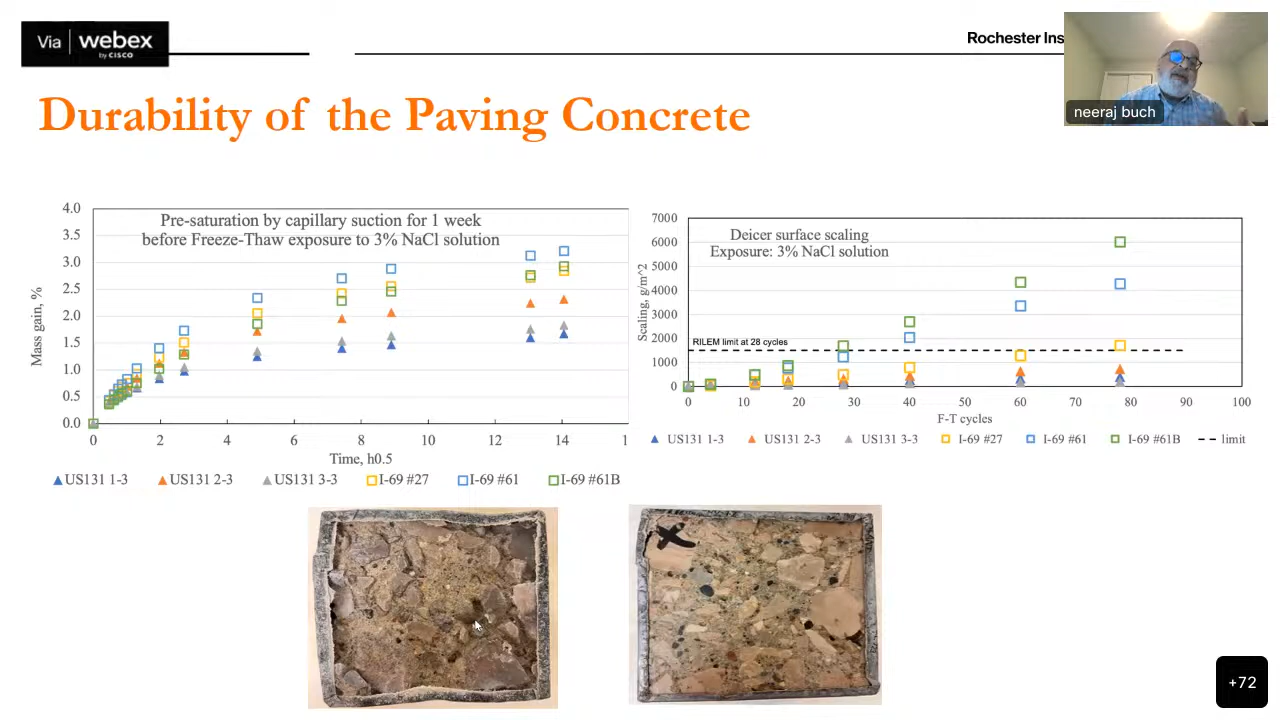 Via webex
by CISCO
Rochester Ins
neeraj buch
Durability of the Paving Concrete
4.0
3.5
3.0
2.5
2.0
1.5
1.0
0.5
0.0
Mass gain, %
Pre-saturation by capillary suction for 1 week
before Freeze-Thaw exposure to 3% NaCl solution
0 2 4 6 8 10 12 14 1
Time, h0.5
US131 1-3 US131 2-3 US131 3-3 I-69 #27 I-69 #61 I-69 #61B
7000
6000
5000
4000
3000
2000
1000
0
Scaling, g/m^2
Deicer surface scaling
Exposure: 3% NaCl solution
RILEM limit at 28 cycles
0 10 20 30 40 50 60 70 80 90 100
F-T cycles
US131 1-3 US131 2-3 US131 3-3 I-69 #27 I-69 #61 I-69 #61B limit
+72